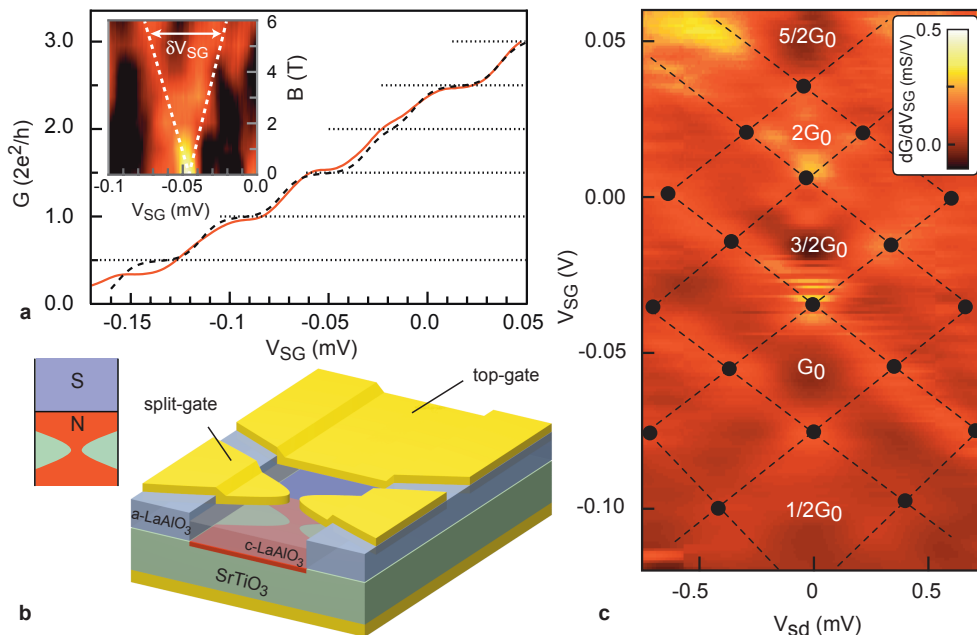 a
G (2e²/h)
3.0
2.0
1.0
0.0
-0.15
-0.1
-0.05
0.0
0.05
V_SG (mV)
δV_SG
B (T)
6
4
2
0
-0.1
-0.05
0.0
V_SG (mV)
b
S
N
split-gate
top-gate
a-LaAlO₃
c-LaAlO₃
SrTiO₃
c
V_SG (V)
0.05
0.00
-0.05
-0.10
-0.5
0
0.5
V_sd (mV)
5/2G₀
2G₀
3/2G₀
G₀
1/2G₀
0.5
0.0
dG/dV_SG (mS/V)